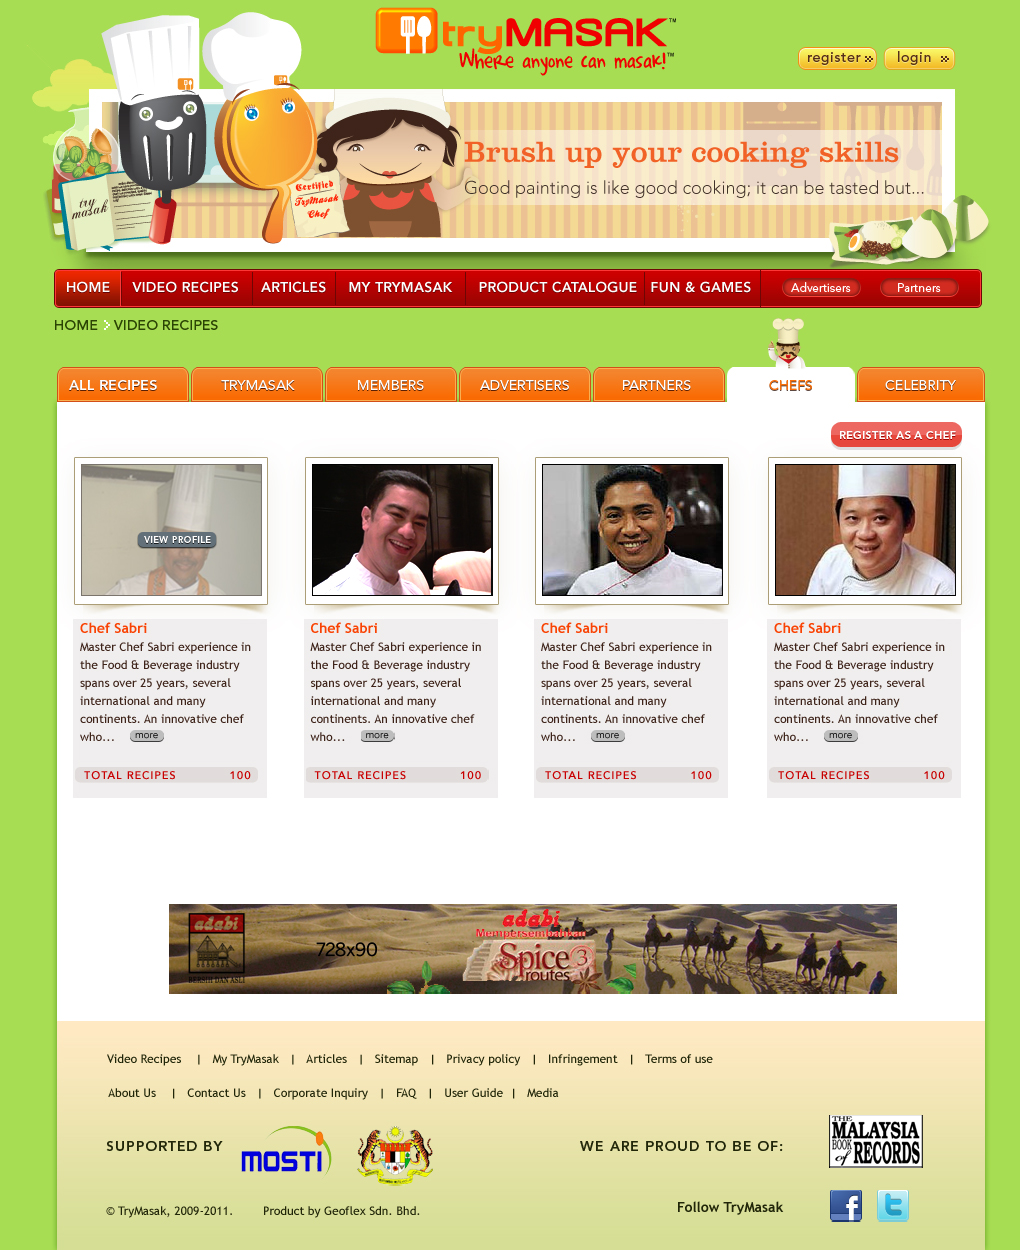 tryMASAK™
Where anyone can masak!™
register
login
try
masak
Certified
TryMasak
Chef
Brush up your cooking skills
Good painting is like good cooking; it can be tasted but...
HOME
VIDEO RECIPES
ARTICLES
MY TRYMASAK
PRODUCT CATALOGUE
FUN & GAMES
Advertisers
Partners
HOME
VIDEO RECIPES
ALL RECIPES
TRYMASAK
MEMBERS
ADVERTISERS
PARTNERS
CHEFS
CELEBRITY
REGISTER AS A CHEF
VIEW PROFILE
Chef Sabri
Master Chef Sabri experience in
the Food & Beverage industry
spans over 25 years, several
international and many
continents. An innovative chef
who... more
TOTAL RECIPES 100
Chef Sabri
Master Chef Sabri experience in
the Food & Beverage industry
spans over 25 years, several
international and many
continents. An innovative chef
who... more
TOTAL RECIPES 100
Chef Sabri
Master Chef Sabri experience in
the Food & Beverage industry
spans over 25 years, several
international and many
continents. An innovative chef
who... more
TOTAL RECIPES 100
Chef Sabri
Master Chef Sabri experience in
the Food & Beverage industry
spans over 25 years, several
international and many
continents. An innovative chef
who... more
TOTAL RECIPES 100
adabi
BERSIH DAN ASLI
728x90
adabi
Mempersembahkan
Spice 3
routes
Video Recipes | My TryMasak | Articles | Sitemap | Privacy policy | Infringement | Terms of use
About Us | Contact Us | Corporate Inquiry | FAQ | User Guide | Media
SUPPORTED BY
MOSTI
WE ARE PROUD TO BE OF:
THE
MALAYSIA
BOOK of RECORDS
Follow TryMasak
f
t
© TryMasak, 2009-2011. Product by Geoflex Sdn. Bhd.